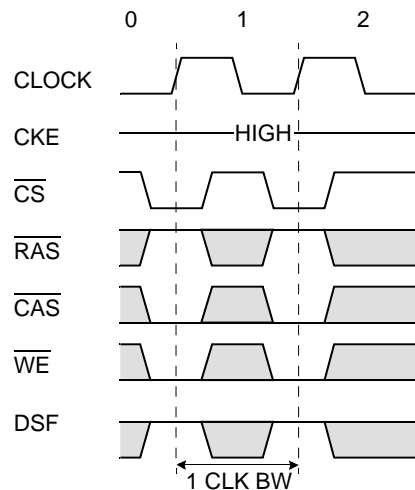 0 1 2
CLOCK
CKE HIGH
CS
RAS
CAS
WE
DSF
1 CLK BW